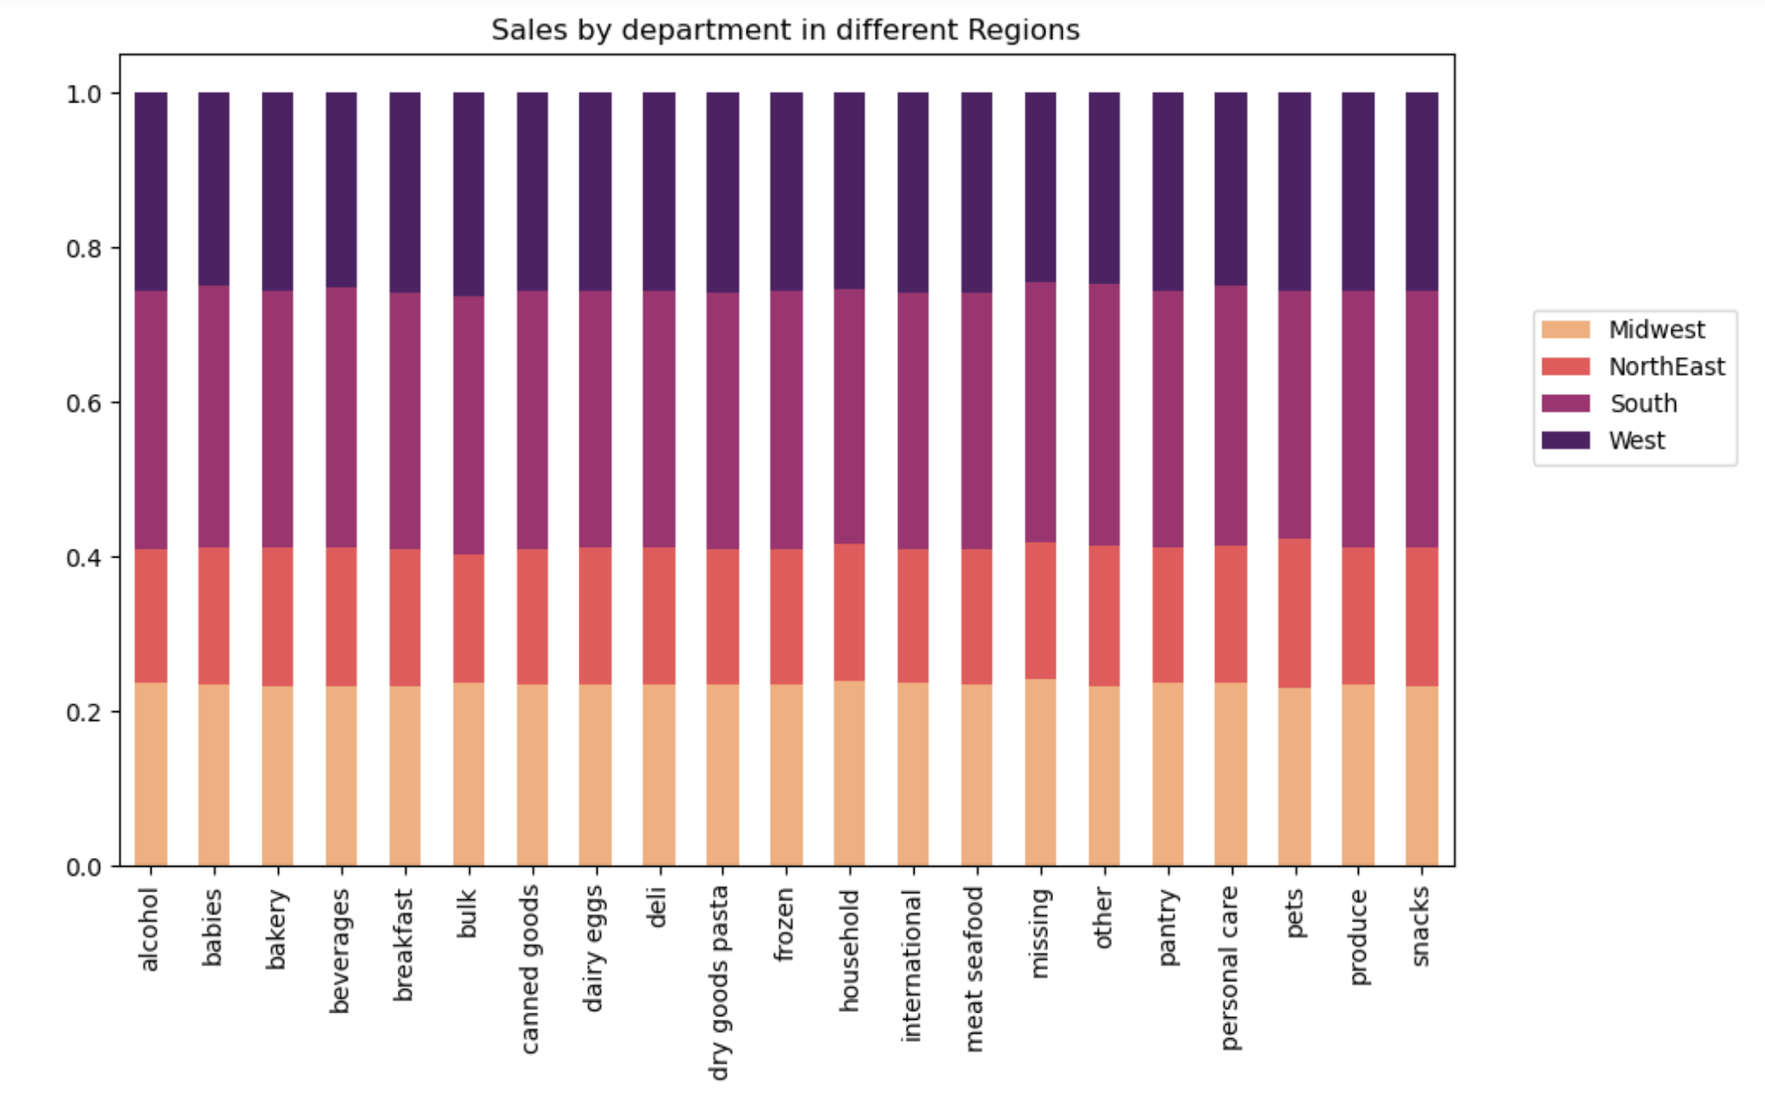 Sales by department in different Regions
1.0
0.8
0.6
0.4
0.2
0.0
alcohol
babies
bakery
beverages
breakfast
bulk
canned goods
dairy eggs
deli
dry goods pasta
frozen
household
international
meat seafood
missing
other
pantry
personal care
pets
produce
snacks
Midwest
NorthEast
South
West